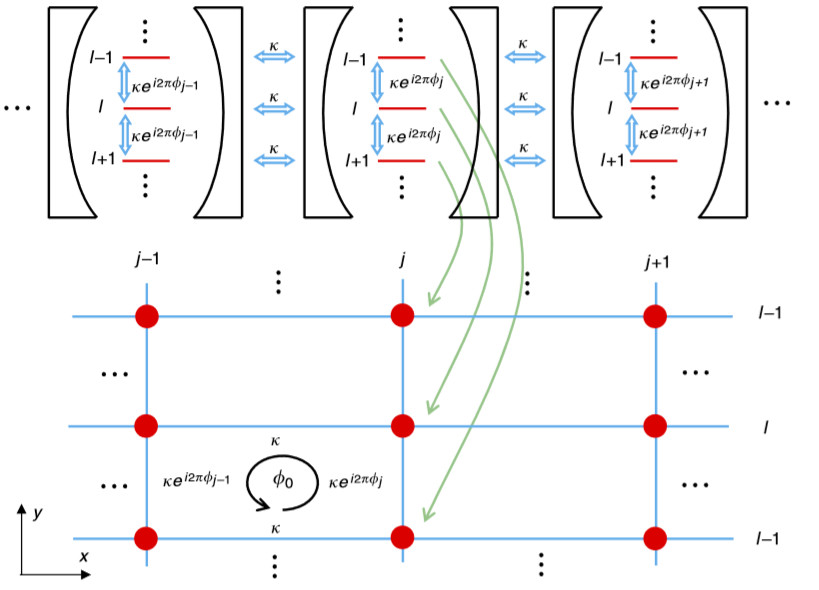 l–1 κ l–1 κ l–1
κe^{i2πϕ_{j–1}} κe^{i2πϕ_j} κe^{i2πϕ_{j+1}}
... l κ l κ l ...
κe^{i2πϕ_{j–1}} κe^{i2πϕ_j} κe^{i2πϕ_{j+1}}
l+1 κ l+1 κ l+1
j–1 j j+1
l–1
... ...
l
κ
... κe^{i2πϕ_{j–1}} ϕ_0 κe^{i2πϕ_j} ...
κ
l–1
y
x